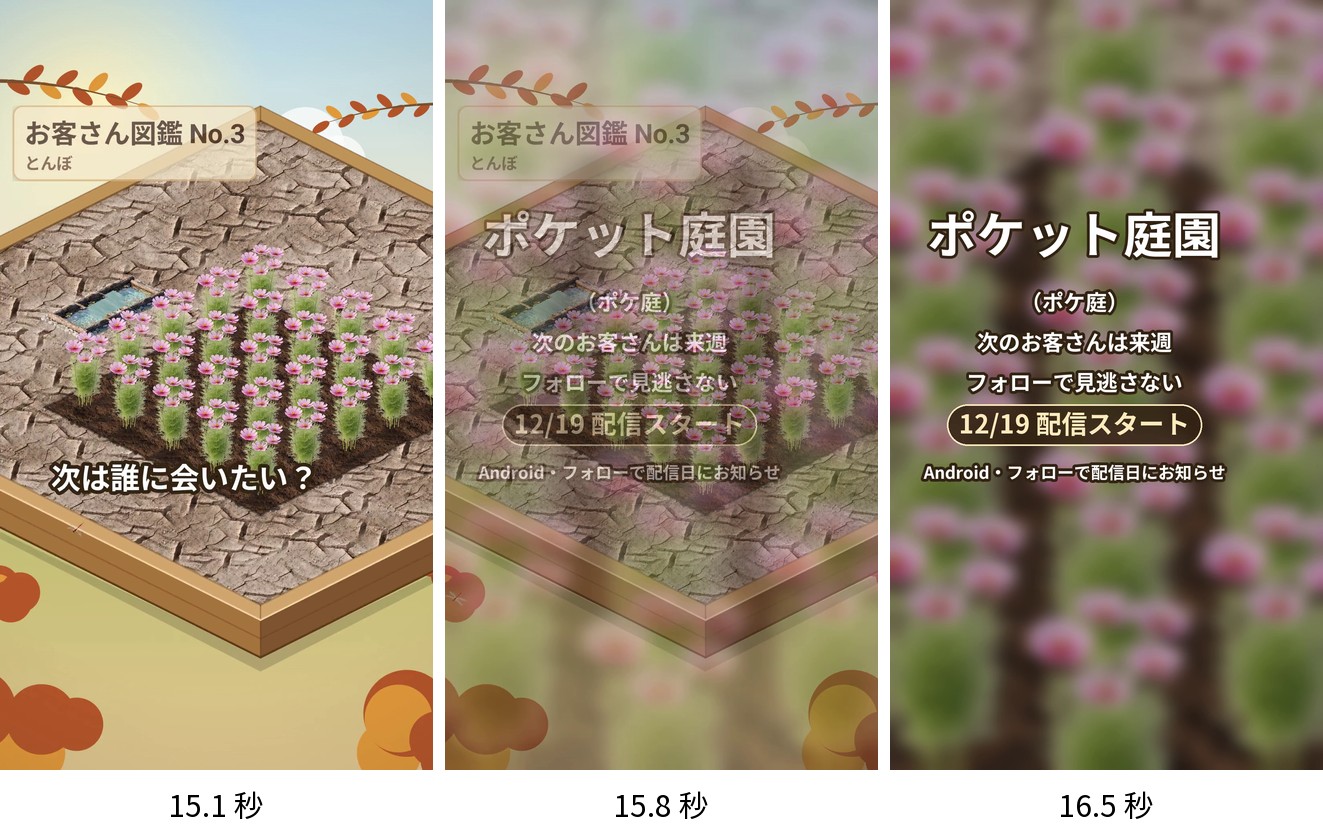 お客さん図鑑 No.3
とんぼ
次は誰に会いたい？
15.1 秒
お客さん図鑑 No.3
とんぼ
ポケット庭園
（ポケ庭）
次のお客さんは来週
フォローで見逃さない
12/19 配信スタート
Android・フォローで配信日にお知らせ
15.8 秒
ポケット庭園
（ポケ庭）
次のお客さんは来週
フォローで見逃さない
12/19 配信スタート
Android・フォローで配信日にお知らせ
16.5 秒